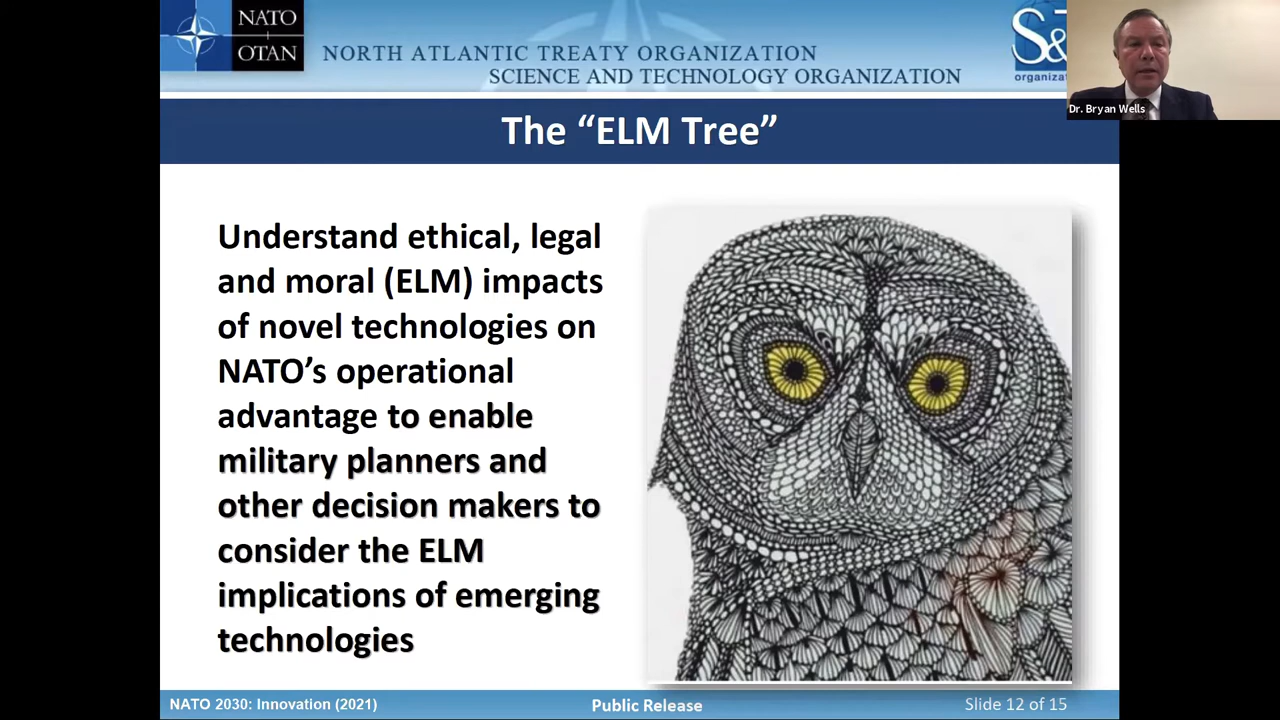 NATO
OTAN
NORTH ATLANTIC TREATY ORGANIZATION
SCIENCE AND TECHNOLOGY ORGANIZATION
S&
organiza
Dr. Bryan Wells
The “ELM Tree”
Understand ethical, legal
and moral (ELM) impacts
of novel technologies on
NATO’s operational
advantage to enable
military planners and
other decision makers to
consider the ELM
implications of emerging
technologies
NATO 2030: Innovation (2021)
Public Release
Slide 12 of 15